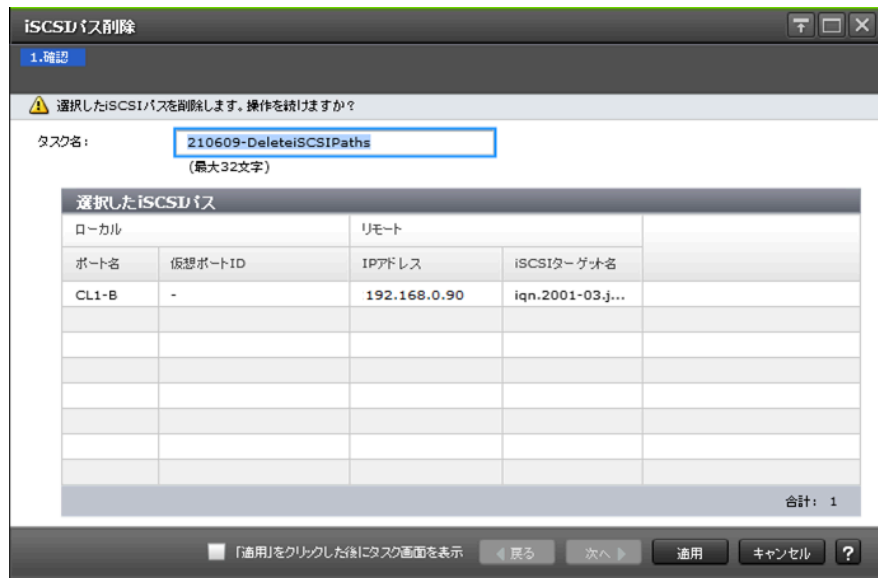 iSCSIパス削除
1.確認
選択したiSCSIパスを削除します。操作を続けますか?
タスク名: 210609-DeleteiSCSIPaths
(最大32文字)
選択したiSCSIパス
ローカル リモート
ポート名 仮想ポートID IPアドレス iSCSIターゲット名
CL1-B - 192.168.0.90 iqn.2001-03.j...
合計: 1
「適用」をクリックした後にタスク画面を表示 戻る 次へ 適用 キャンセル ?